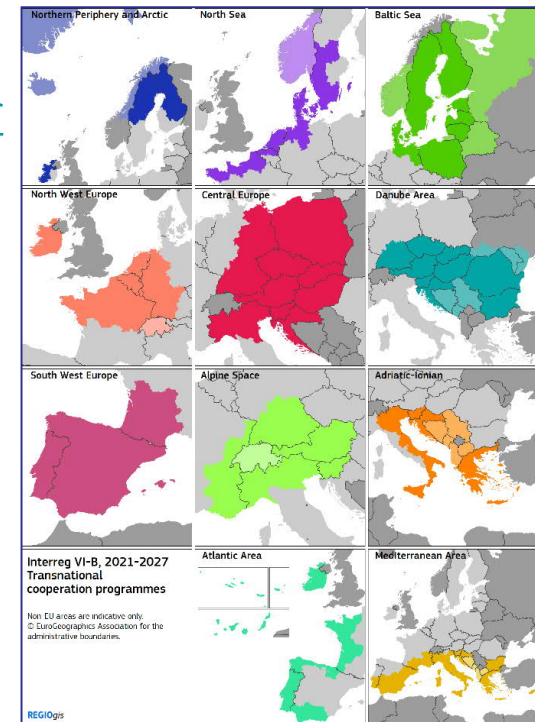 Northern Periphery and Arctic
North Sea
Baltic Sea
North West Europe
Central Europe
Danube Area
South West Europe
Alpine Space
Adriatic-Ionian
Interreg VI-B, 2021-2027
Transnational
cooperation programmes
Non EU areas are indicative only.
© EuroGeographics Association for the
administrative boundaries.
REGIOgis
Atlantic Area
Mediterranean Area